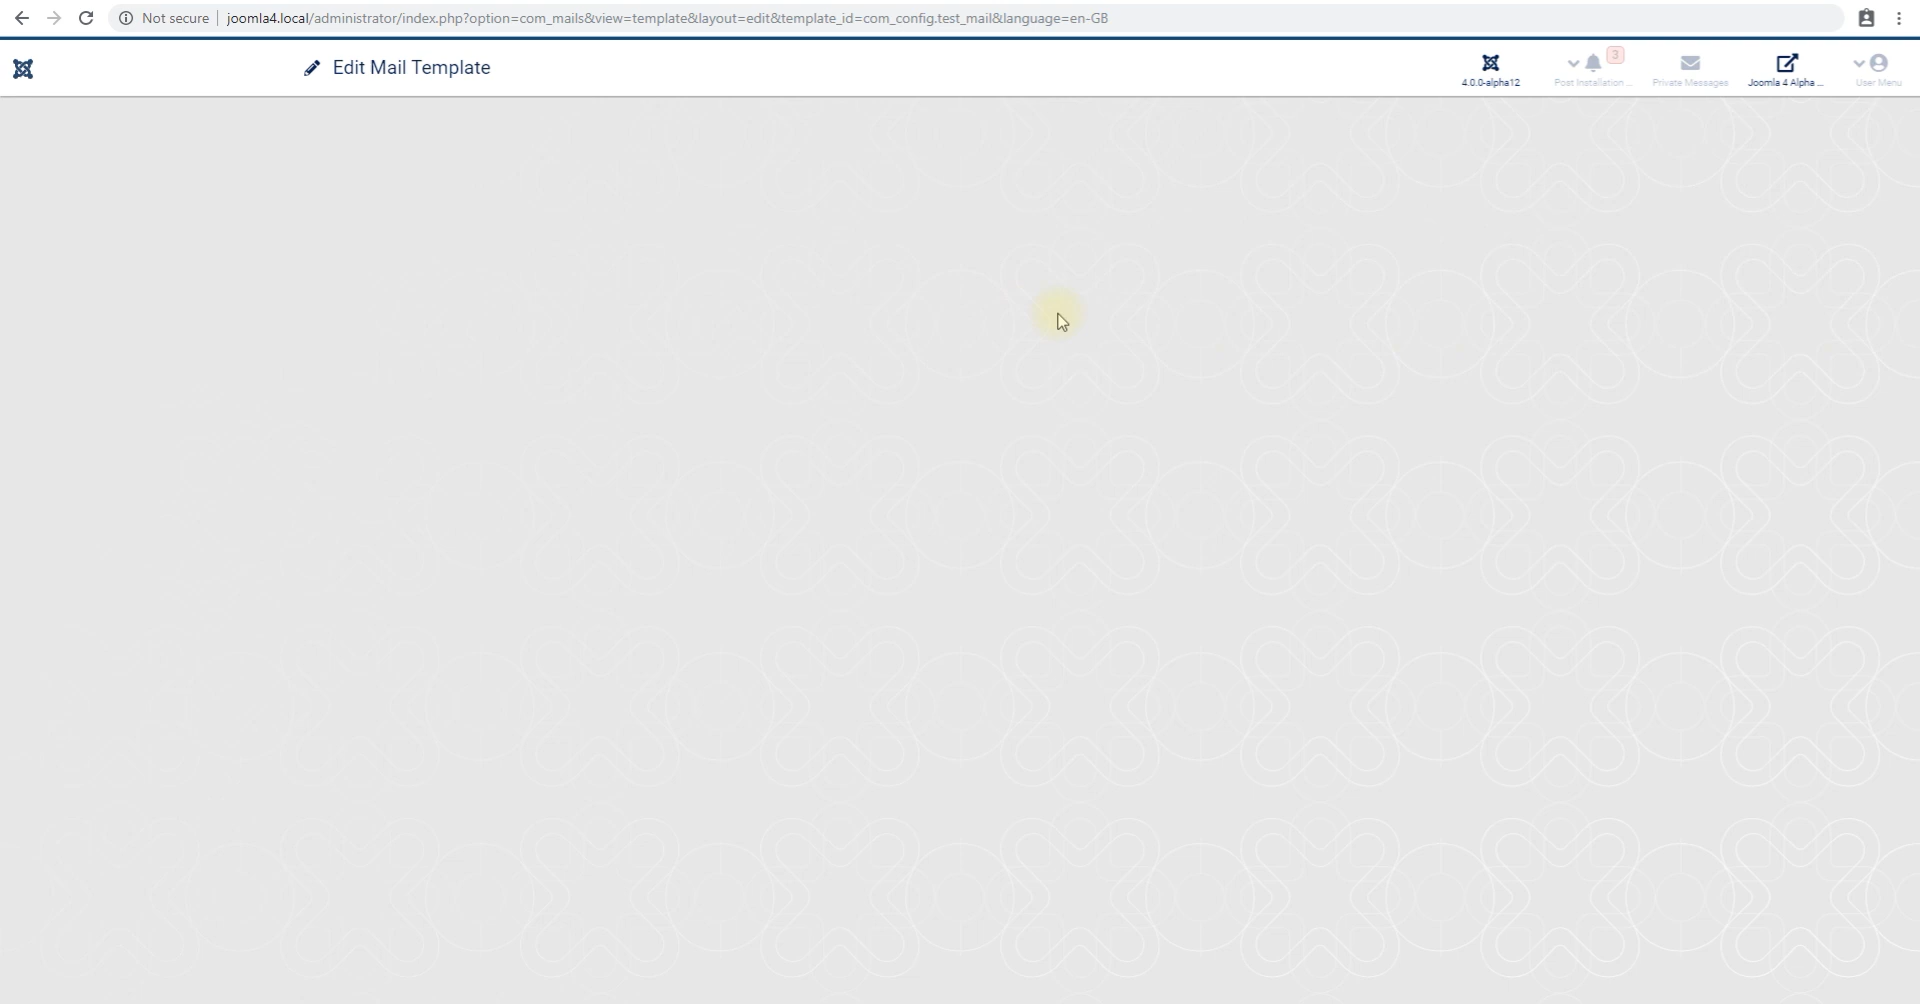 Not secure joomla4.local/administrator/index.php?option=com_mails&view=template&layout=edit&template_id=com_config.test_mail&language=en-GB
Edit Mail Template
3
4.0.0-alpha12 Post Installation ... Private Messages Joomla 4 Alpha ... User Menu